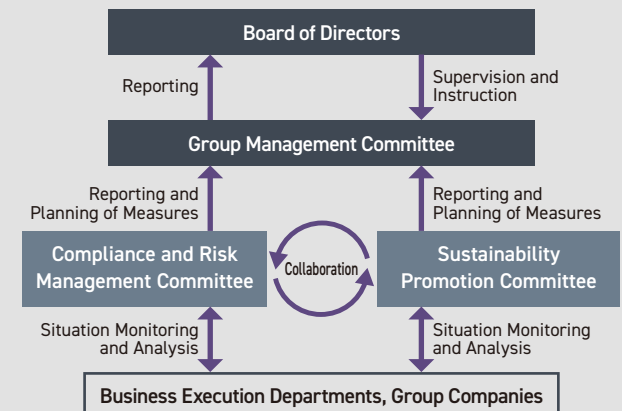 Board of Directors
Reporting
Supervision and
Instruction
Group Management Committee
Reporting and
Planning of Measures
Reporting and
Planning of Measures
Compliance and Risk
Management Committee
Collaboration
Sustainability
Promotion Committee
Situation Monitoring
and Analysis
Situation Monitoring
and Analysis
Business Execution Departments, Group Companies